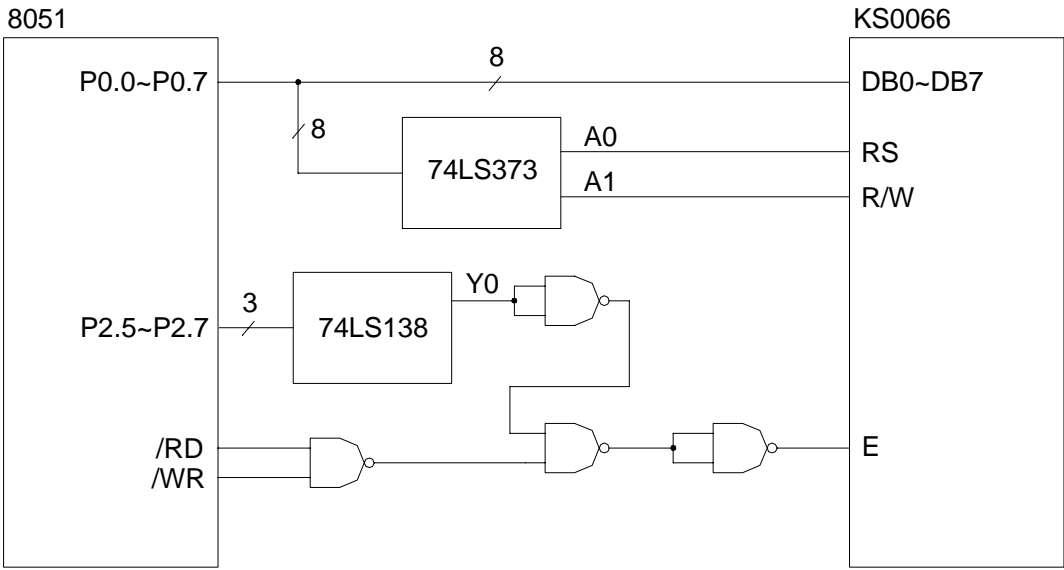 8051
KS0066
P0.0~P0.7
8
DB0~DB7
8
74LS373
A0
RS
A1
R/W
P2.5~P2.7
3
74LS138
Y0
/RD
/WR
E